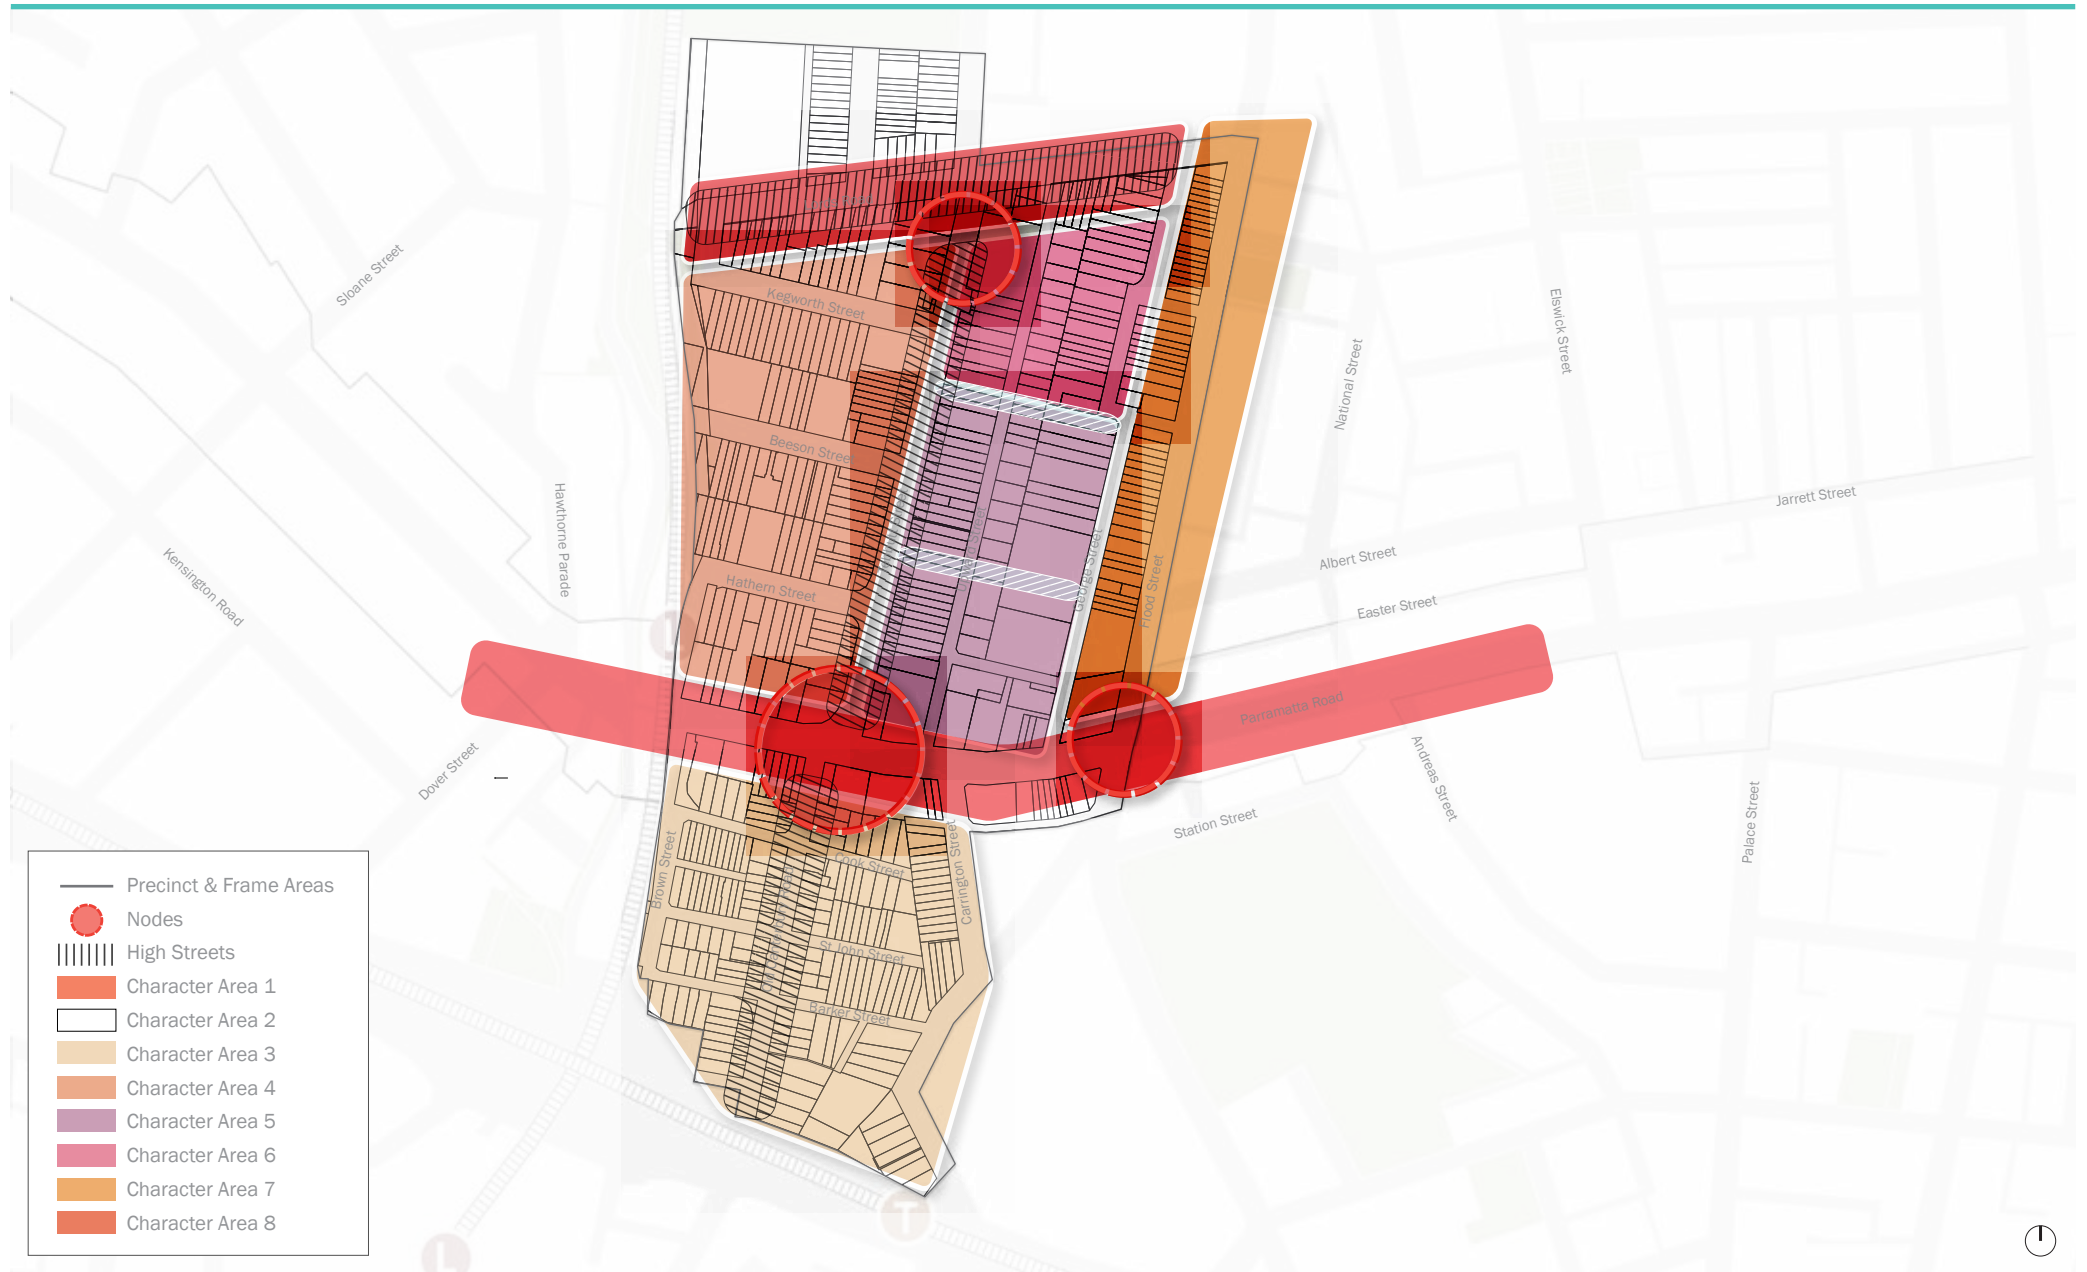 Sloane Street
Kegworth Street
Elswick Street
National Street
Beeson Street
Hawthorne Parade
Jarrett Street
Kensington Road
George Street
Albert Street
Flood Street
Hathern Street
Easter Street
Parramatta Road
Dover Street
Andreas Street
Station Street
Palace Street
Brown Street
Cook Street
Carrington Street
St John Street
Barker Street
T
L
L
Precinct & Frame Areas
Nodes
High Streets
Character Area 1
Character Area 2
Character Area 3
Character Area 4
Character Area 5
Character Area 6
Character Area 7
Character Area 8